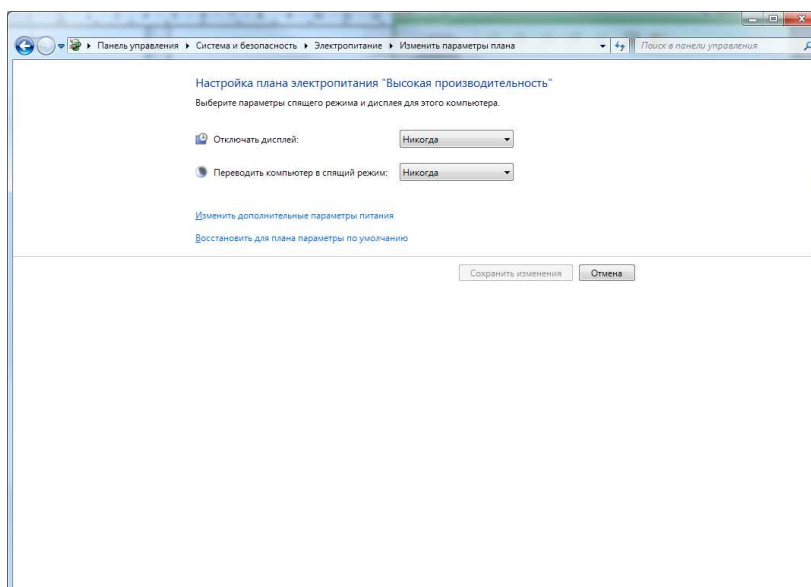 Панель управления ▸ Система и безопасность ▸ Электропитание ▸ Изменить параметры плана
Поиск в панели управления
Настройка плана электропитания "Высокая производительность"
Выберите параметры спящего режима и дисплея для этого компьютера.
Отключать дисплей: Никогда
Переводить компьютер в спящий режим: Никогда
Изменить дополнительные параметры питания
Восстановить для плана параметры по умолчанию
Сохранить изменения Отмена